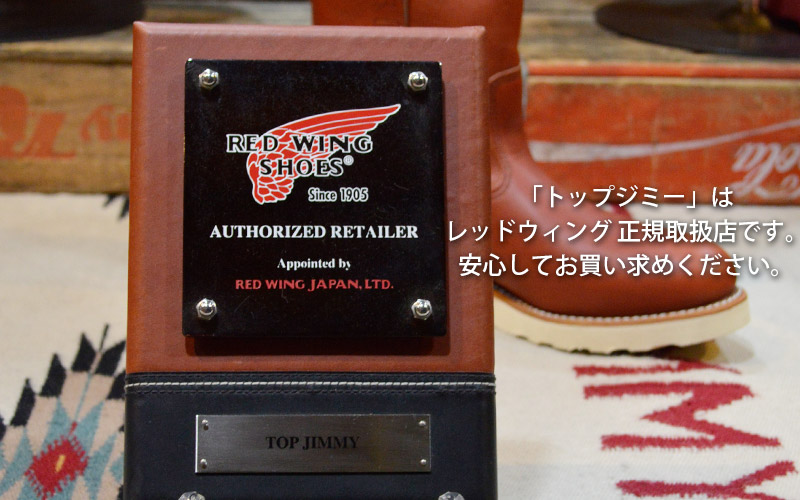 RED WING
SHOES®
Since 1905
AUTHORIZED RETAILER
Appointed by
RED WING JAPAN, LTD.
TOP JIMMY
「トップジミー」は
レッドウィング 正規取扱店です。
安心してお買い求めください。
IMMY